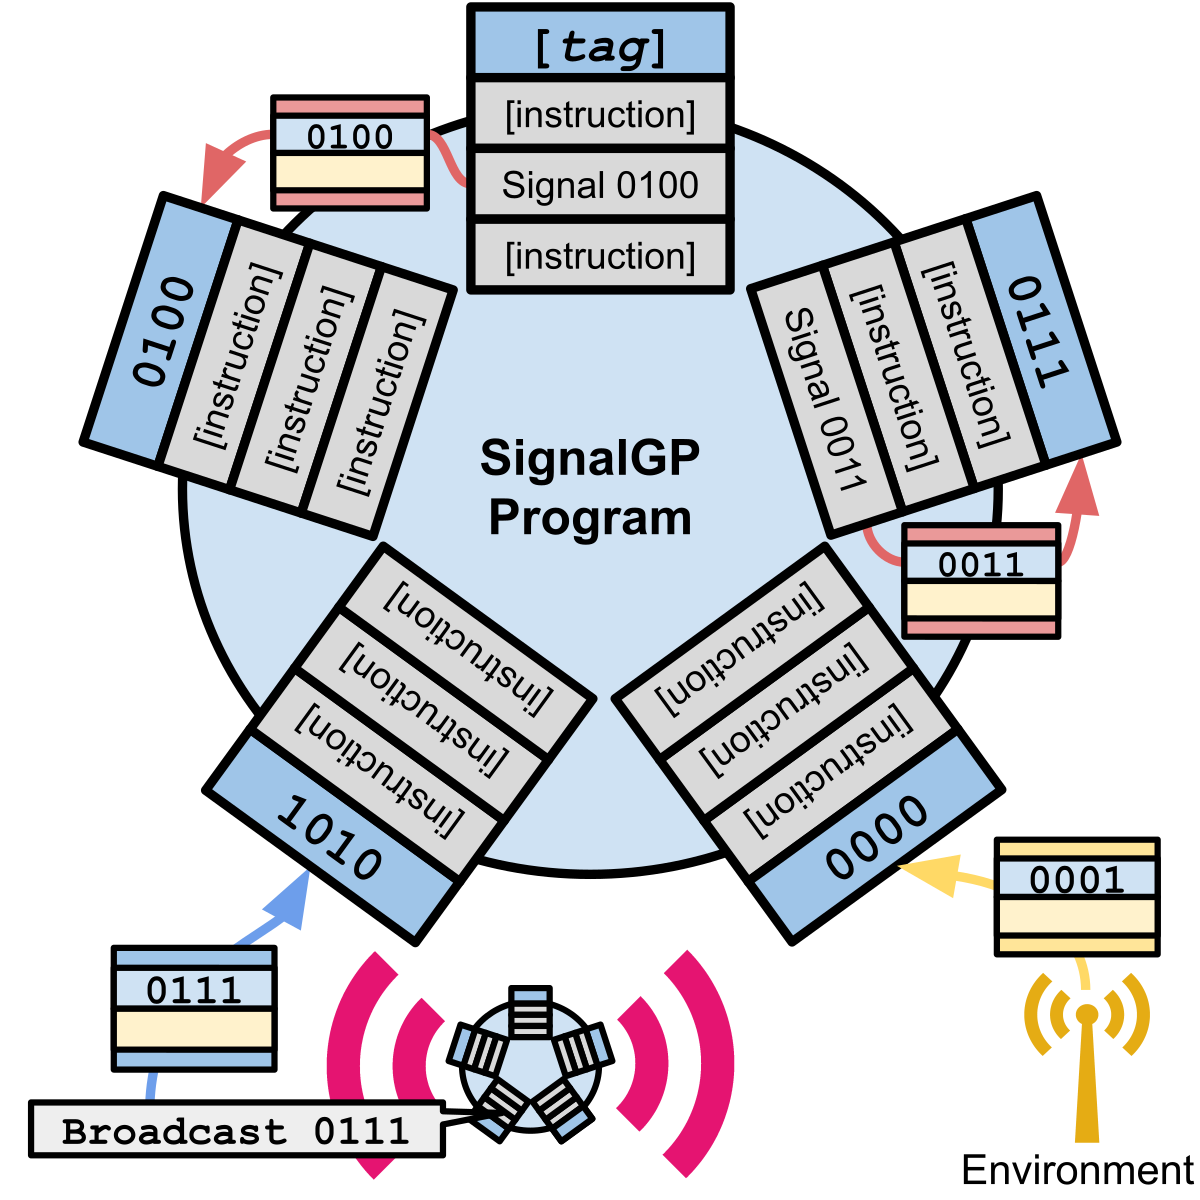 [tag]
[instruction]
Signal 0100
[instruction]
0100
0100
[instruction]
[instruction]
[instruction]
Signal 0011
[instruction]
[instruction]
0111
SignalGP
Program
0011
[instruction]
[instruction]
[instruction]
1010
[instruction]
[instruction]
[instruction]
0000
0001
0111
Broadcast 0111
Environment